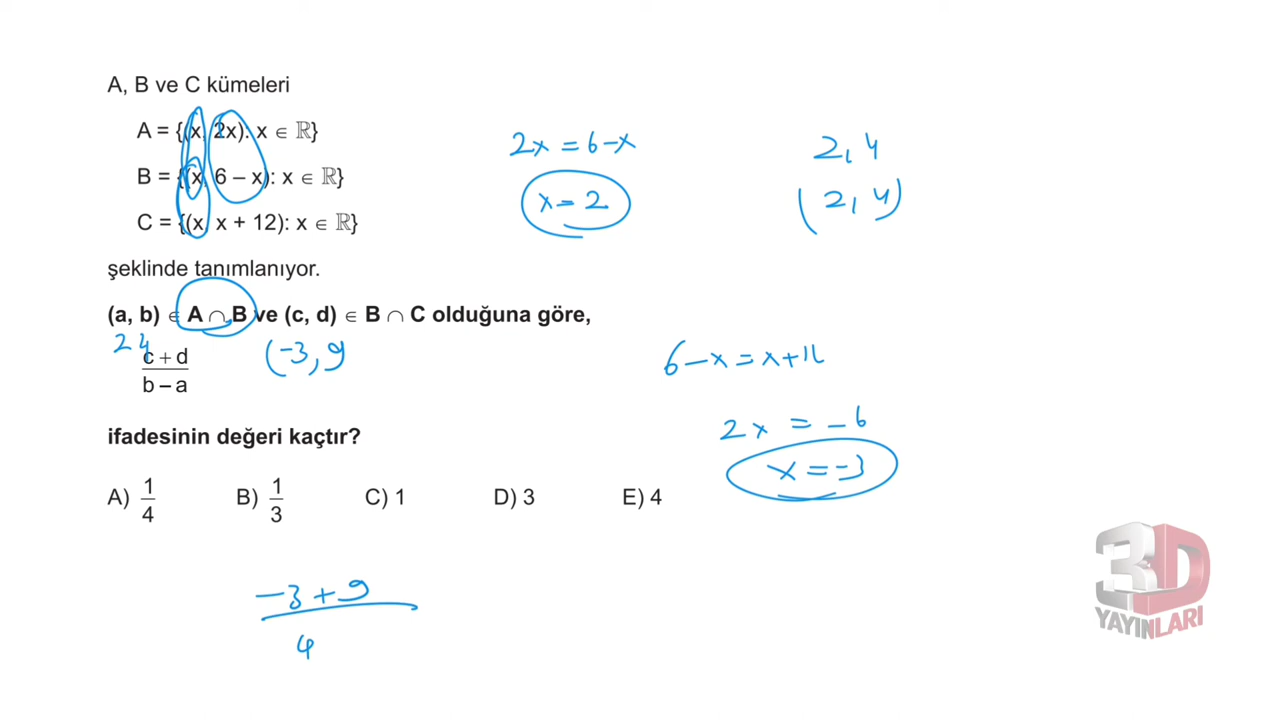 A, B ve C kümeleri
A = {(x, 2x): x ∈ ℝ}
B = {(x, 6 – x): x ∈ ℝ}
C = {(x, x + 12): x ∈ ℝ}
şeklinde tanımlanıyor.
(a, b) ∈ A ∩ B ve (c, d) ∈ B ∩ C olduğuna göre,
2 4
(-3, 9
c + d
b – a
ifadesinin değeri kaçtır?
A) 1/4 B) 1/3 C) 1 D) 3 E) 4
-3 + 9
4
2x = 6-x
x = 2
2, 4
(2, 4)
6 - x = x + 12
2x = -6
x = -3
3D
YAYINLARI